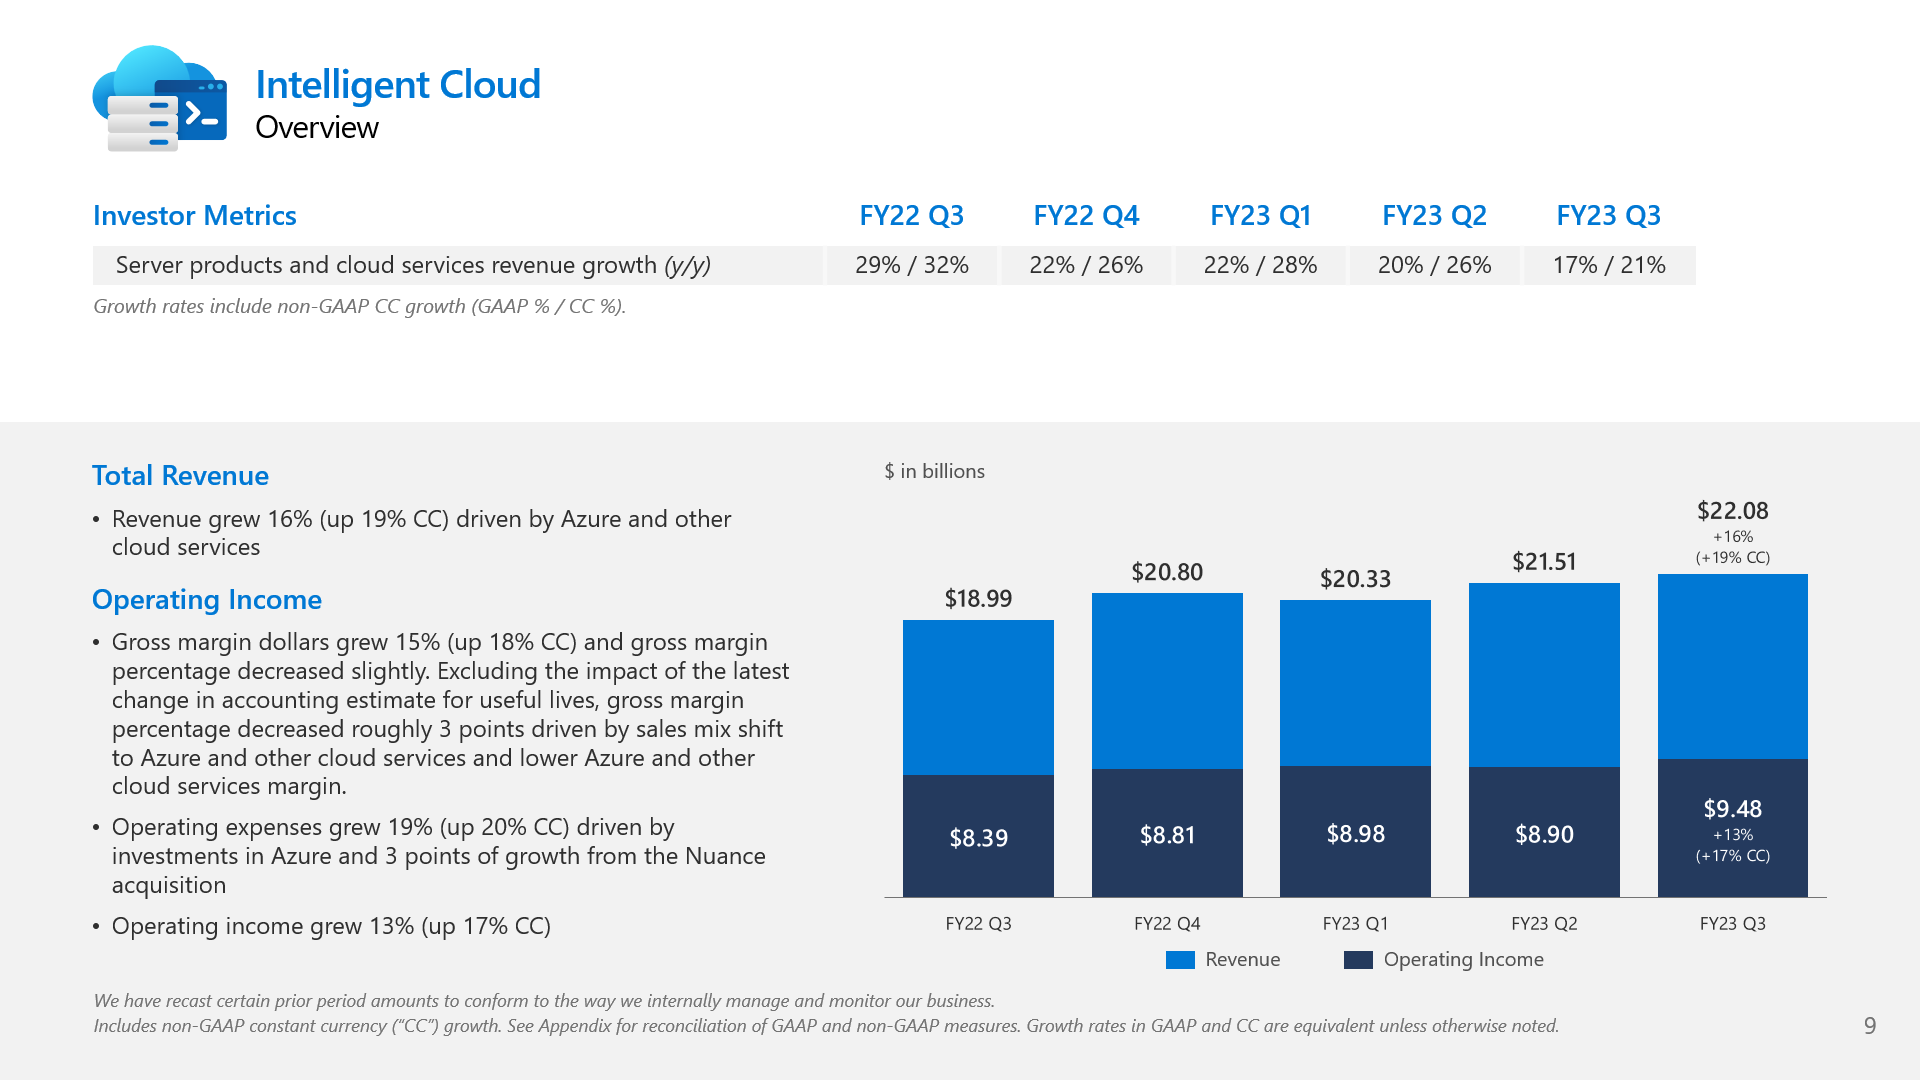 Intelligent Cloud
Overview
Investor Metrics FY22 Q3 FY22 Q4 FY23 Q1 FY23 Q2 FY23 Q3
Server products and cloud services revenue growth (y/y) 29% / 32% 22% / 26% 22% / 28% 20% / 26% 17% / 21%
Growth rates include non-GAAP CC growth (GAAP % / CC %).
Total Revenue
• Revenue grew 16% (up 19% CC) driven by Azure and other
cloud services
Operating Income
• Gross margin dollars grew 15% (up 18% CC) and gross margin
percentage decreased slightly. Excluding the impact of the latest
change in accounting estimate for useful lives, gross margin
percentage decreased roughly 3 points driven by sales mix shift
to Azure and other cloud services and lower Azure and other
cloud services margin.
• Operating expenses grew 19% (up 20% CC) driven by
investments in Azure and 3 points of growth from the Nuance
acquisition
• Operating income grew 13% (up 17% CC)
$ in billions
$18.99 $20.80 $20.33 $21.51 $22.08
+16%
(+19% CC)
$8.39 $8.81 $8.98 $8.90 $9.48
+13%
(+17% CC)
FY22 Q3 FY22 Q4 FY23 Q1 FY23 Q2 FY23 Q3
Revenue Operating Income
We have recast certain prior period amounts to conform to the way we internally manage and monitor our business.
Includes non-GAAP constant currency (“CC”) growth. See Appendix for reconciliation of GAAP and non-GAAP measures. Growth rates in GAAP and CC are equivalent unless otherwise noted.
9